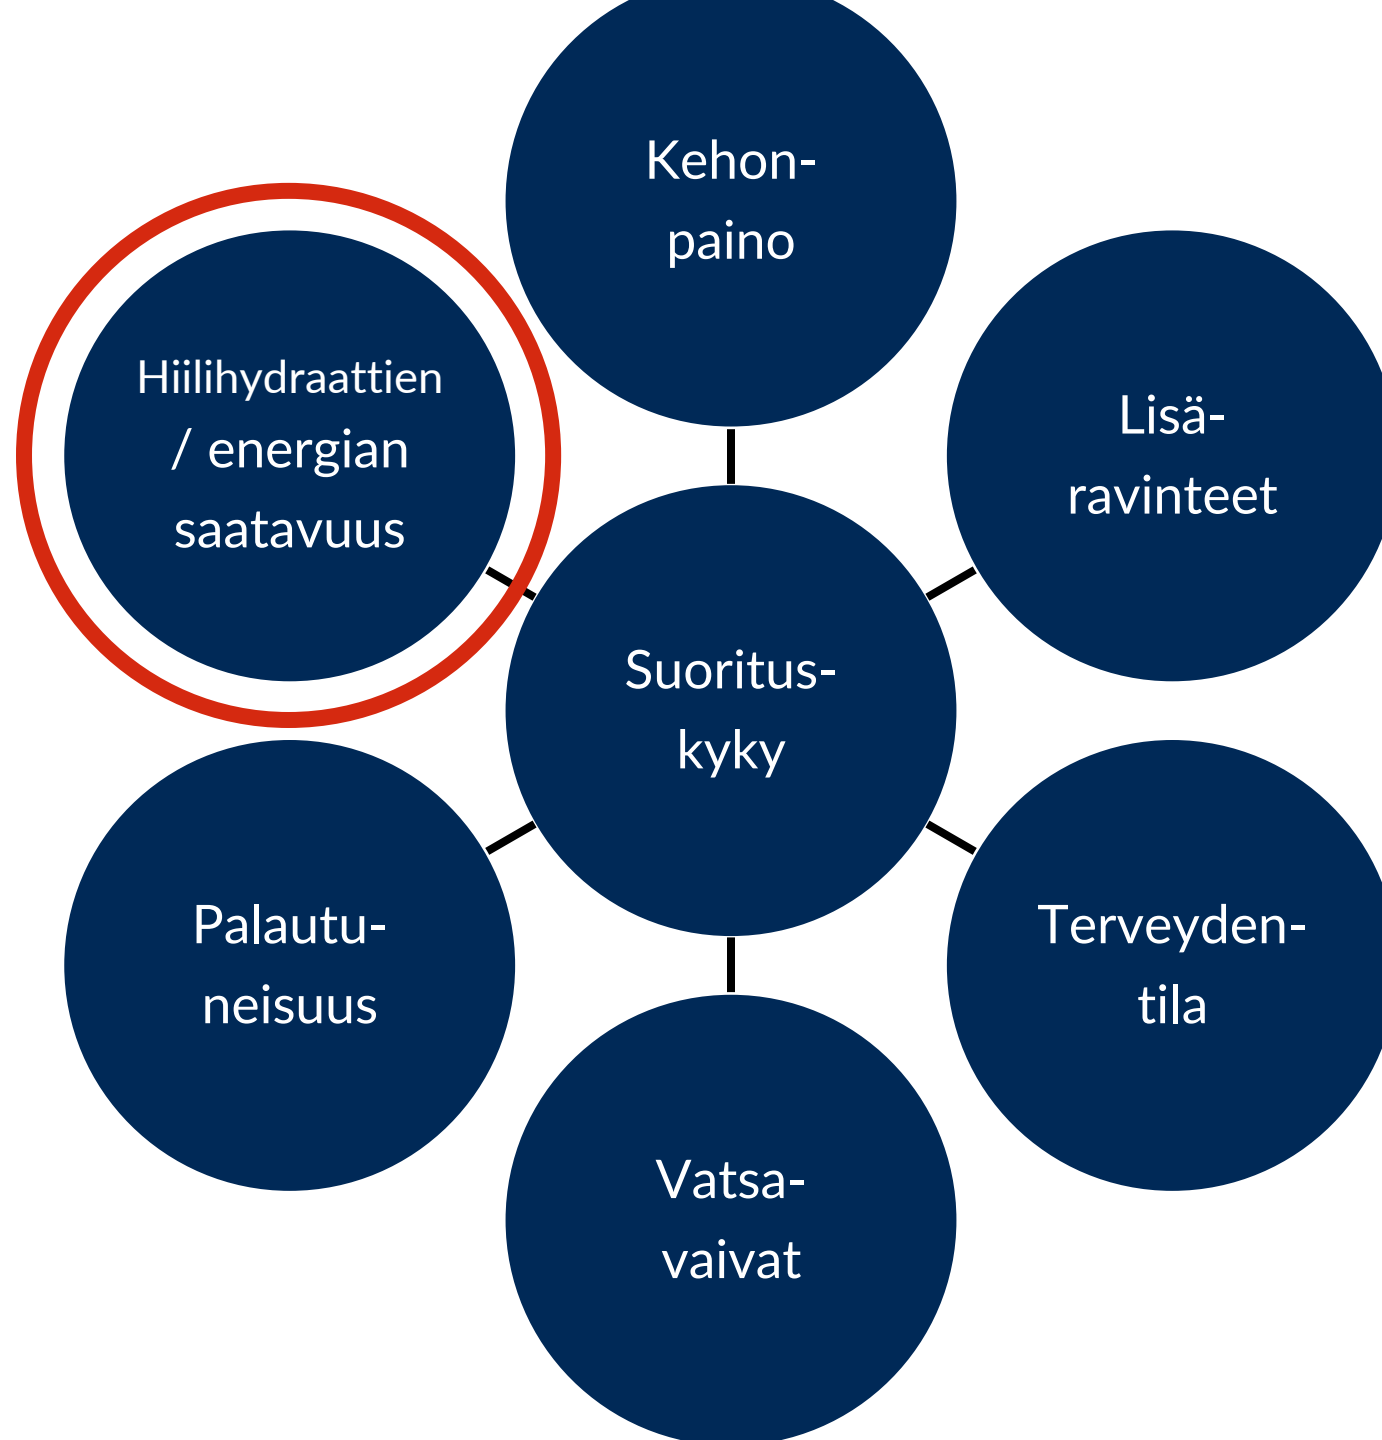 Kehon-
paino
Hiilihydraattien
/ energian
saatavuus
Lisä-
ravinteet
Suoritus-
kyky
Palautu-
neisuus
Terveyden-
tila
Vatsa-
vaivat